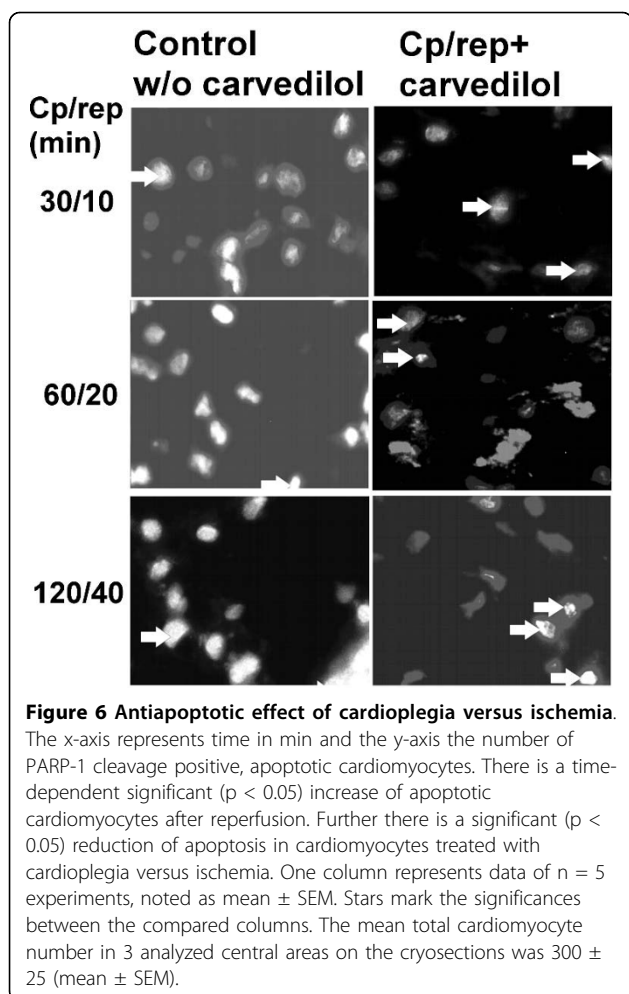 Control
w/o carvedilol
Cp/rep+
carvedilol
Cp/rep
(min)
30/10
60/20
120/40
Figure 6 Antiapoptotic effect of cardioplegia versus ischemia.
The x-axis represents time in min and the y-axis the number of
PARP-1 cleavage positive, apoptotic cardiomyocytes. There is a time-
dependent significant (p < 0.05) increase of apoptotic
cardiomyocytes after reperfusion. Further there is a significant (p <
0.05) reduction of apoptosis in cardiomyocytes treated with
cardioplegia versus ischemia. One column represents data of n = 5
experiments, noted as mean ± SEM. Stars mark the significances
between the compared columns. The mean total cardiomyocyte
number in 3 analyzed central areas on the cryosections was 300 ±
25 (mean ± SEM).